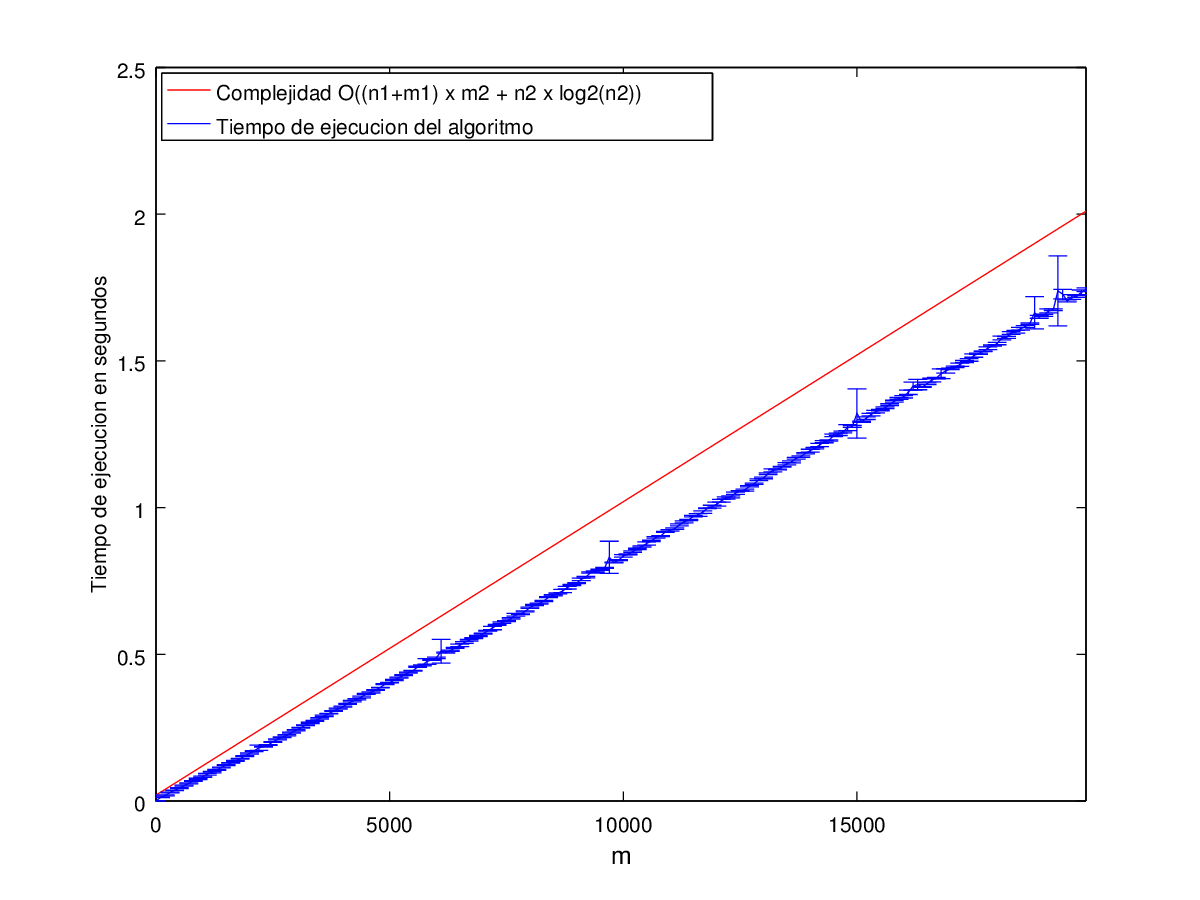 2.5
Complejidad O((n1+m1) x m2 + n2 x log2(n2))
Tiempo de ejecucion del algoritmo
2
1.5
1
0.5
0
Tiempo de ejecucion en segundos
0 5000 10000 15000
m